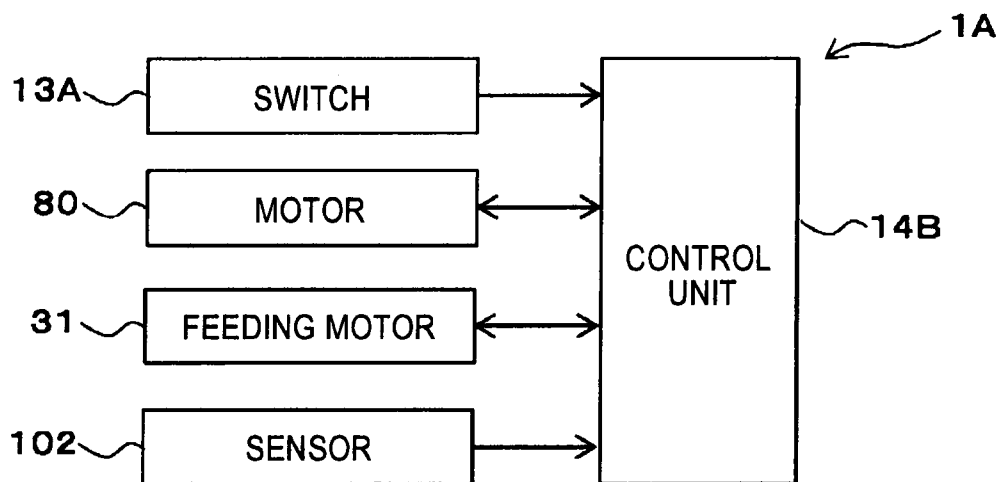 1A
13A
SWITCH
80
MOTOR
14B
CONTROL
UNIT
31
FEEDING MOTOR
102
SENSOR